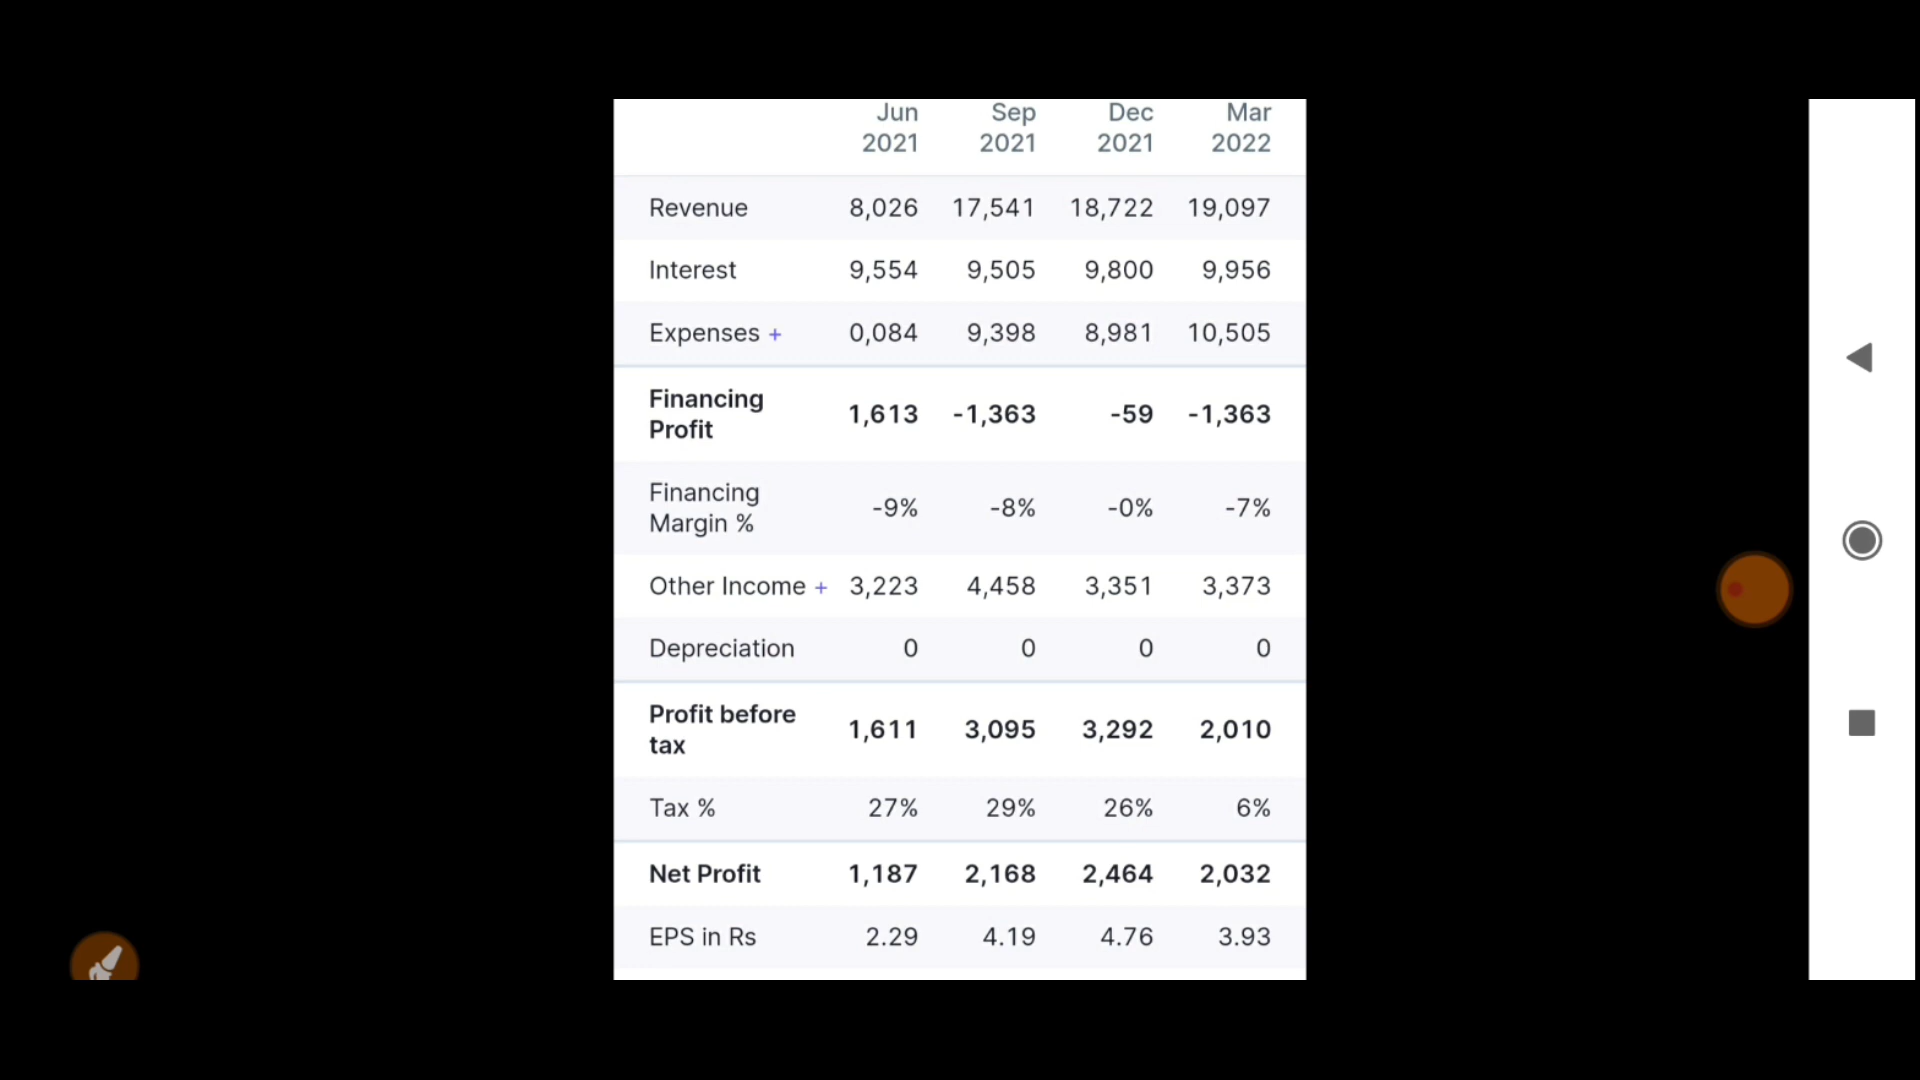 Jun Sep Dec Mar
2021 2021 2021 2022
Revenue 8,026 17,541 18,722 19,097
Interest 9,554 9,505 9,800 9,956
Expenses + 0,084 9,398 8,981 10,505
Financing
Profit 1,613 -1,363 -59 -1,363
Financing
Margin % -9% -8% -0% -7%
Other Income + 3,223 4,458 3,351 3,373
Depreciation 0 0 0 0
Profit before
tax 1,611 3,095 3,292 2,010
Tax % 27% 29% 26% 6%
Net Profit 1,187 2,168 2,464 2,032
EPS in Rs 2.29 4.19 4.76 3.93